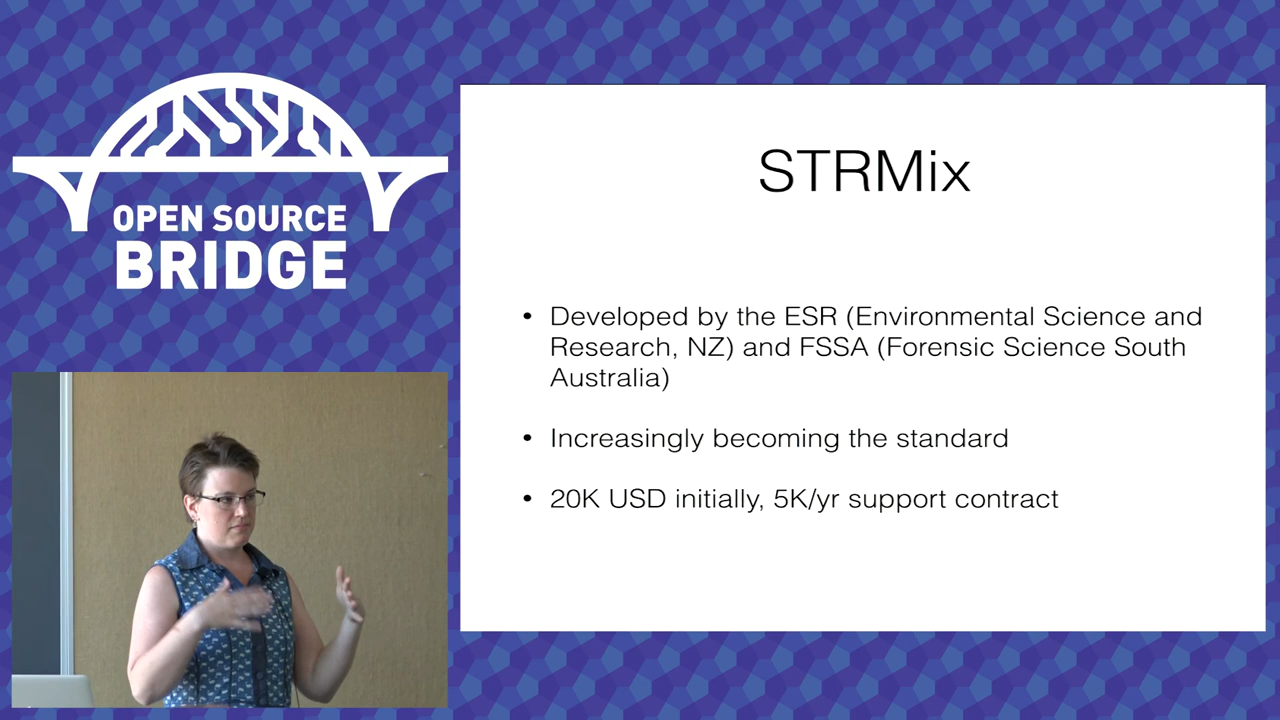 OPEN SOURCE
BRIDGE
STRMix
• Developed by the ESR (Environmental Science and
Research, NZ) and FSSA (Forensic Science South
Australia)
• Increasingly becoming the standard
• 20K USD initially, 5K/yr support contract